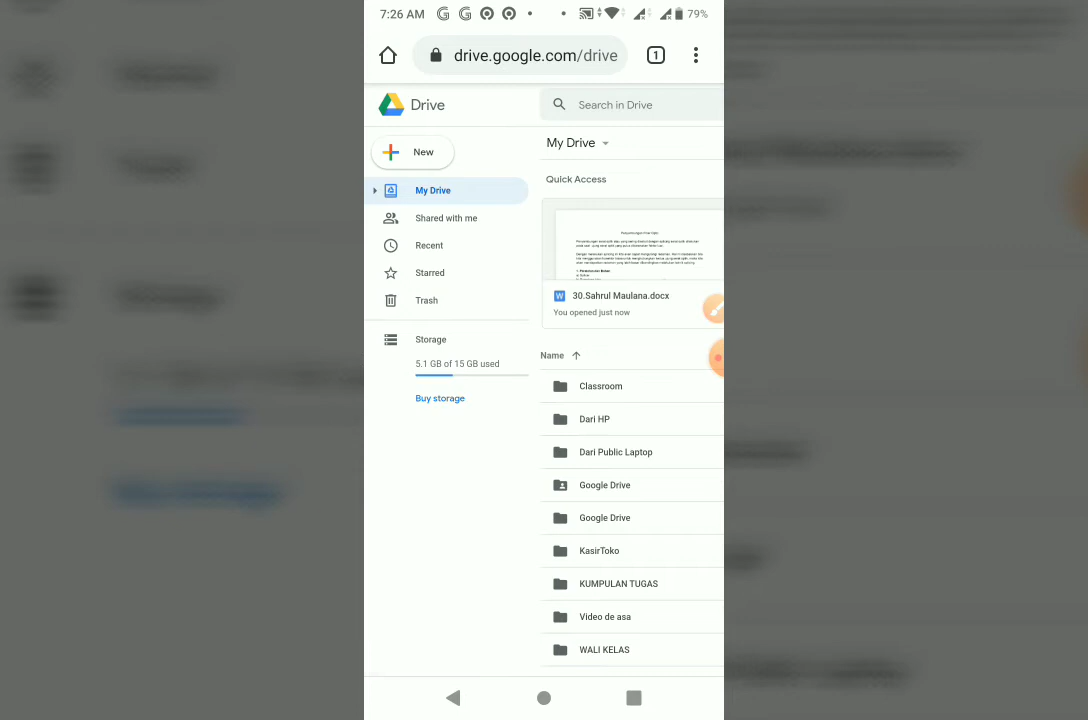 7:26 AM
79%
drive.google.com/drive
1
Drive
Search in Drive
New
My Drive
My Drive
Quick Access
Shared with me
Recent
Starred
Trash
30.Sahrul Maulana.docx
You opened just now
Storage
5.1 GB of 15 GB used
Buy storage
Name
Classroom
Dari HP
Dari Public Laptop
Google Drive
Google Drive
KasirToko
KUMPULAN TUGAS
Video de asa
WALI KELAS